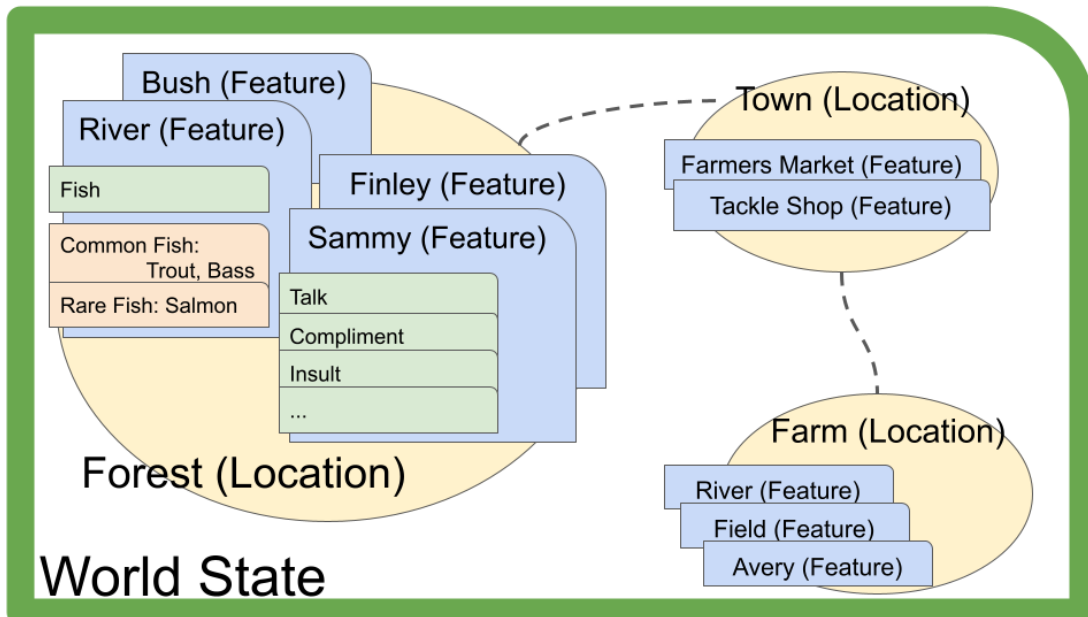 Bush (Feature)
River (Feature)
Fish
Common Fish:
Trout, Bass
Rare Fish: Salmon
Finley (Feature)
Sammy (Feature)
Talk
Compliment
Insult
...
Forest (Location)
Town (Location)
Farmers Market (Feature)
Tackle Shop (Feature)
Farm (Location)
River (Feature)
Field (Feature)
Avery (Feature)
World State